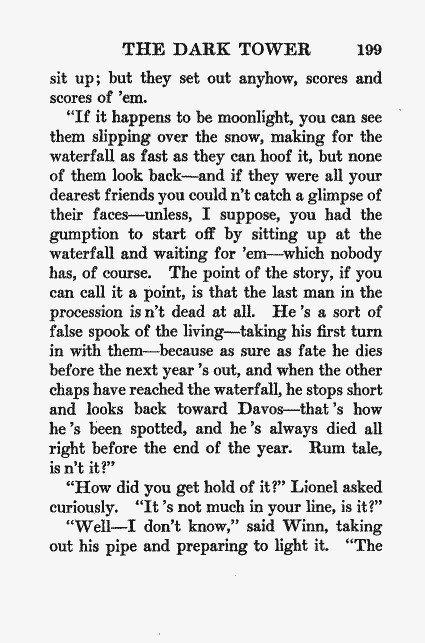 THE DARK TOWER 199
sit up; but they set out anyhow, scores and
scores of ’em.
“If it happens to be moonlight, you can see
them slipping over the snow, making for the
waterfall as fast as they can hoof it, but none
of them look back—and if they were all your
dearest friends you could n’t catch a glimpse of
their faces—unless, I suppose, you had the
gumption to start off by sitting up at the
waterfall and waiting for ’em—which nobody
has, of course. The point of the story, if you
can call it a point, is that the last man in the
procession is n’t dead at all. He ’s a sort of
false spook of the living—taking his first turn
in with them—because as sure as fate he dies
before the next year ’s out, and when the other
chaps have reached the waterfall, he stops short
and looks back toward Davos—that ’s how
he ’s been spotted, and he ’s always died all
right before the end of the year. Rum tale,
is n’t it?”
“How did you get hold of it?” Lionel asked
curiously. “It ’s not much in your line, is it?”
“Well—I don’t know,” said Winn, taking
out his pipe and preparing to light it. “The